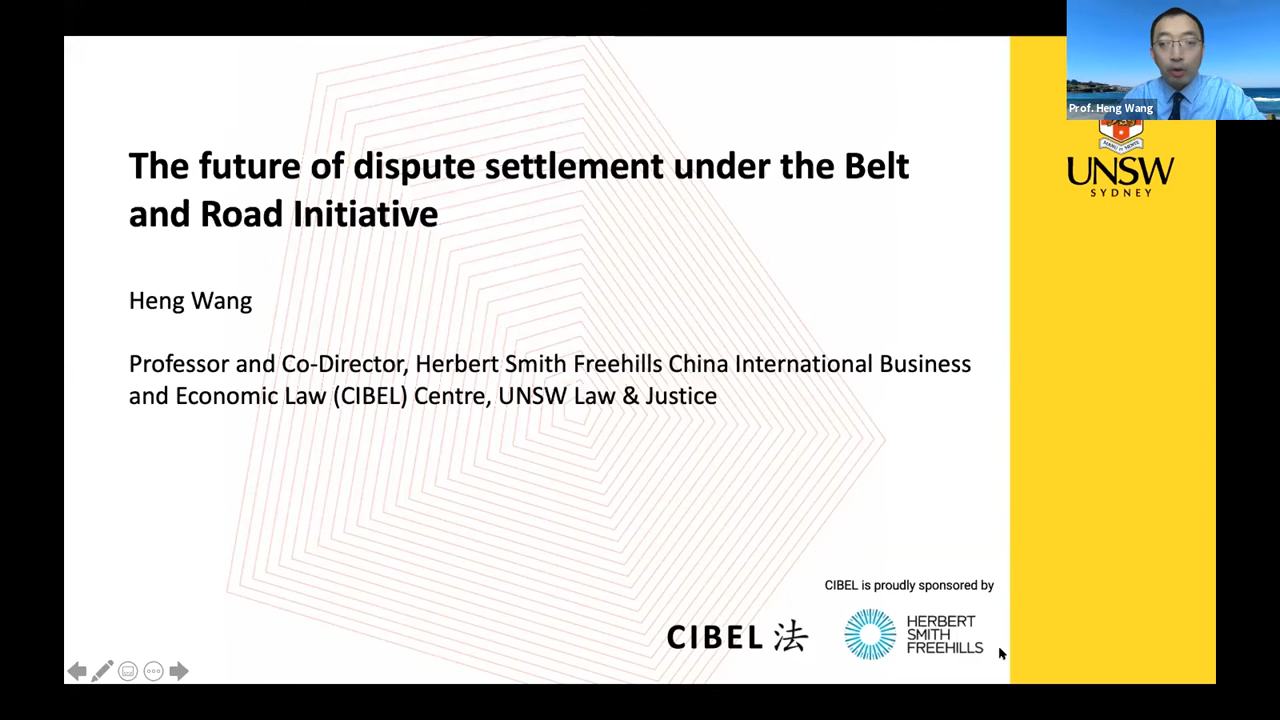 Prof. Heng Wang
UNSW
SYDNEY
The future of dispute settlement under the Belt
and Road Initiative
Heng Wang
Professor and Co-Director, Herbert Smith Freehills China International Business
and Economic Law (CIBEL) Centre, UNSW Law & Justice
CIBEL is proudly sponsored by
CIBEL 法
HERBERT
SMITH
FREEHILLS